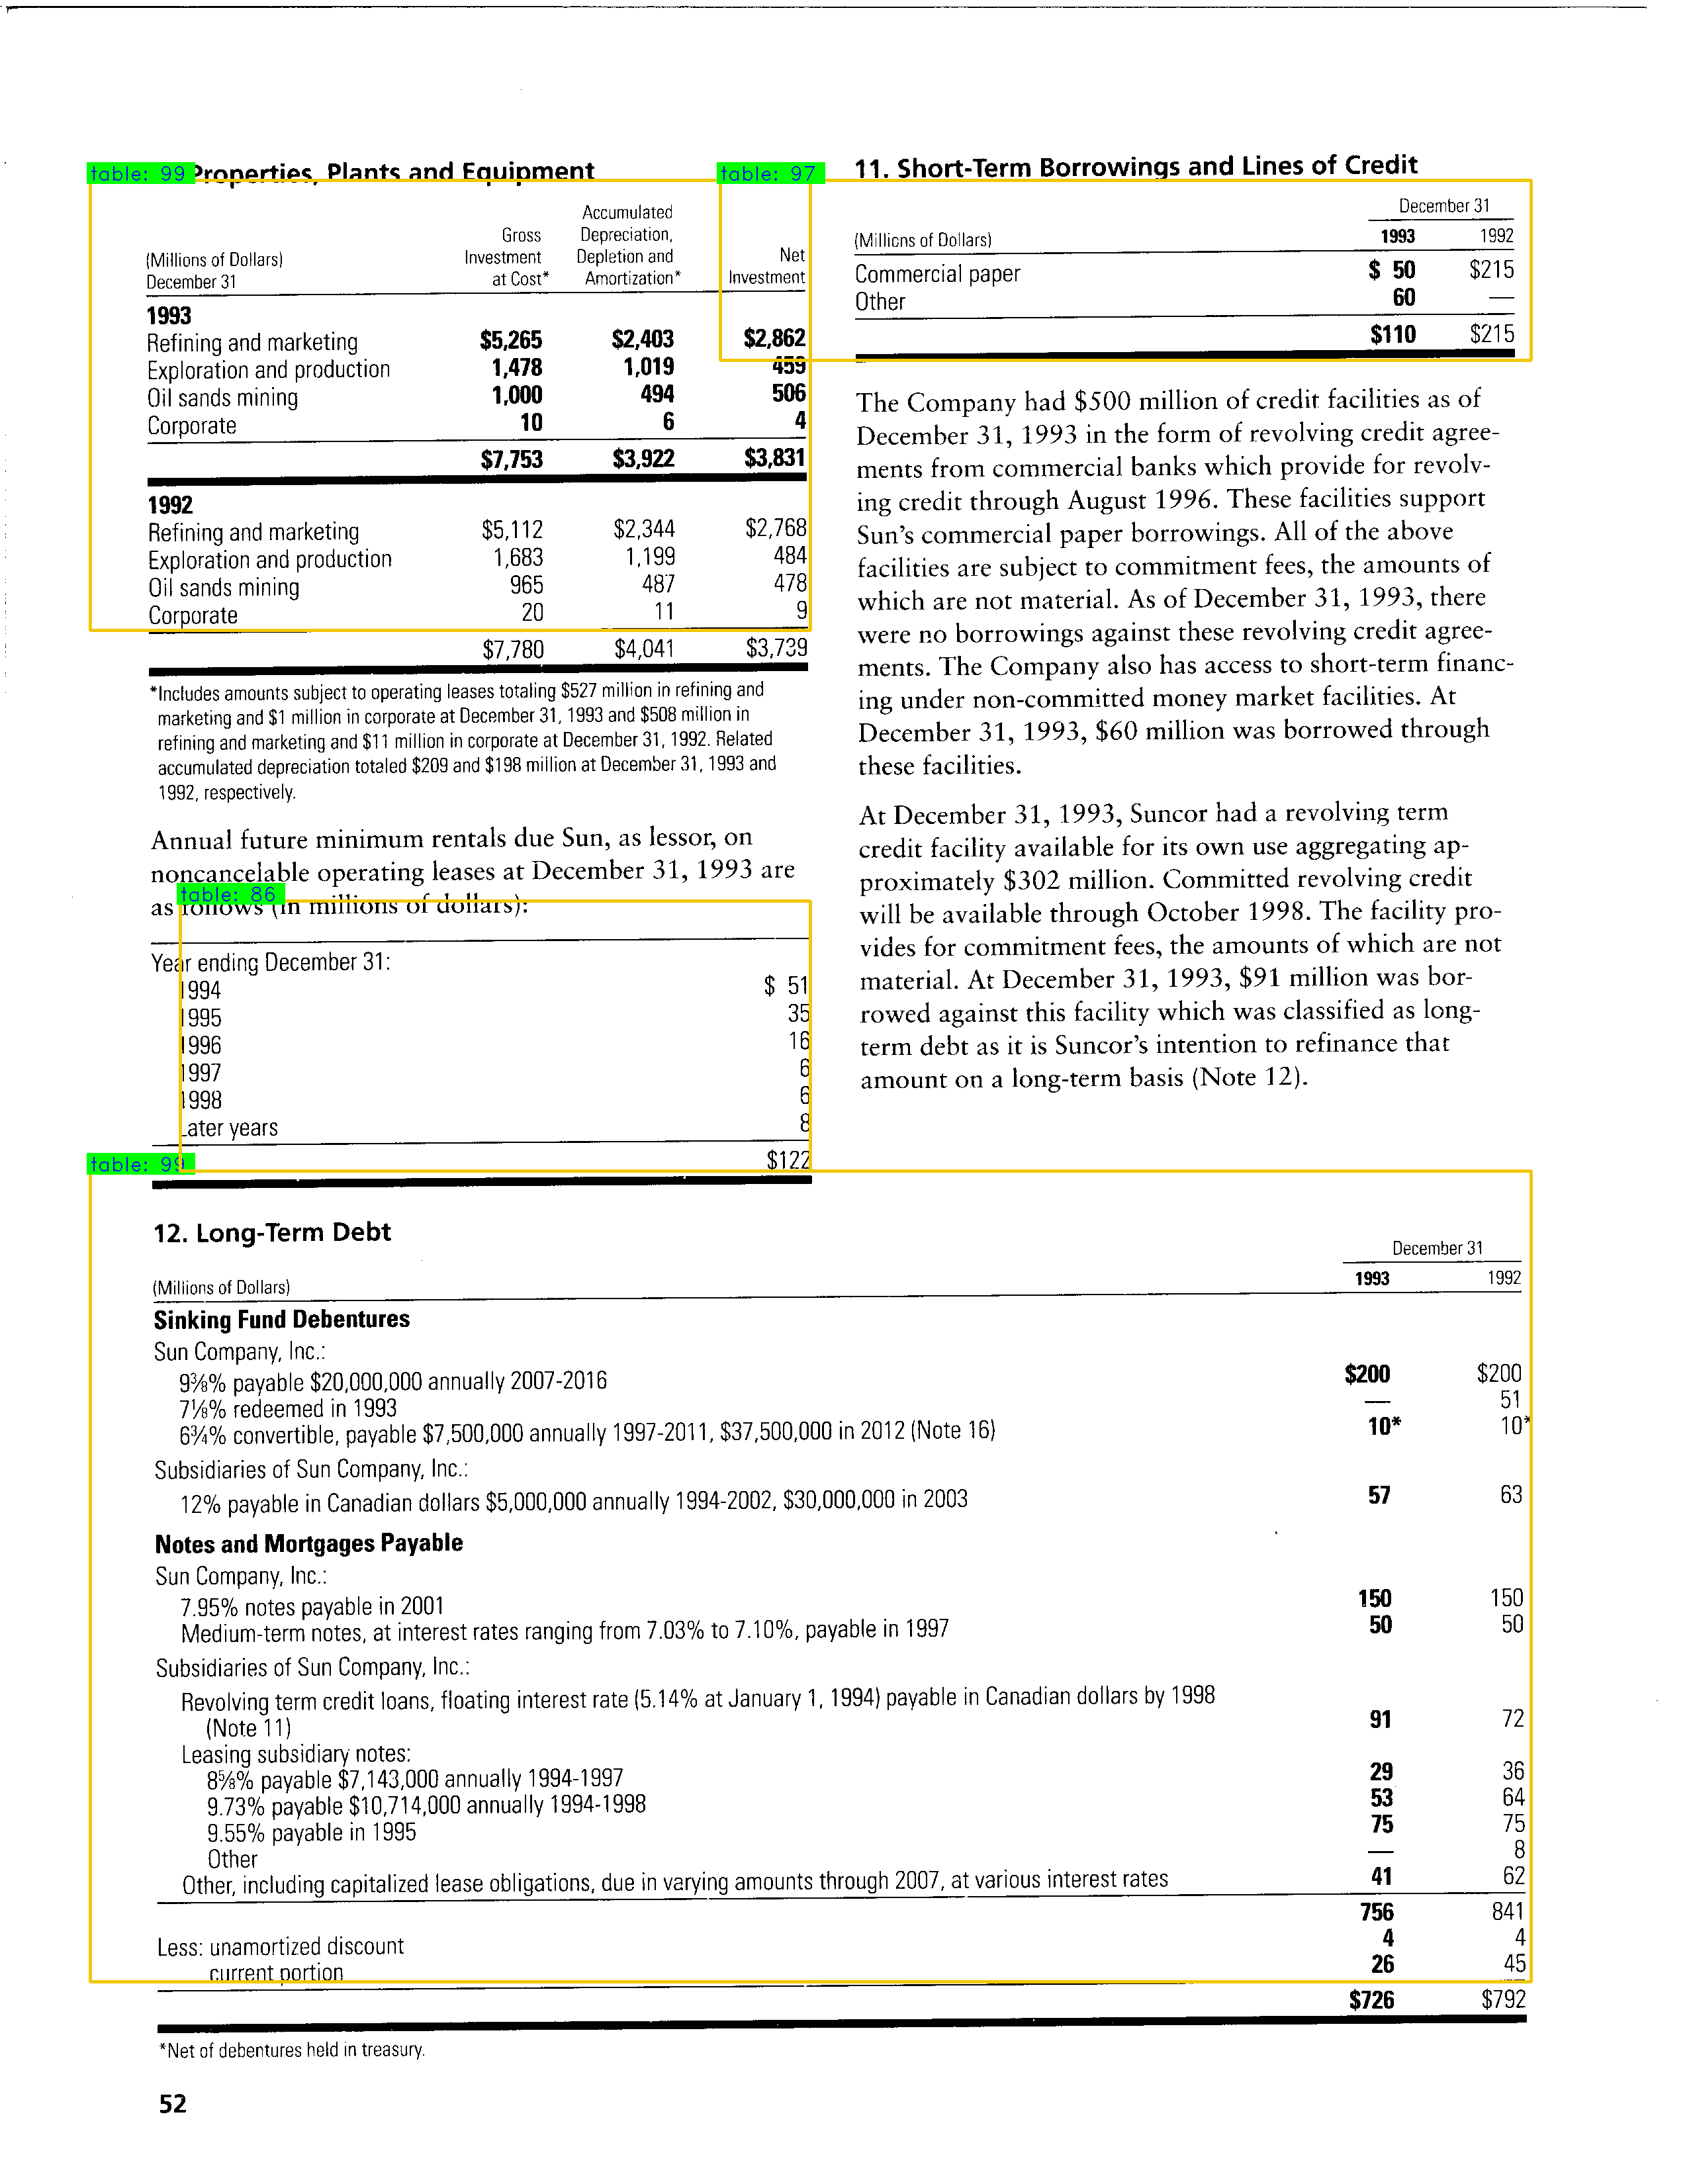 table: 99
Properties, Plants and Equipment
(Millions of Dollars)
December 31
Gross
Investment
at Cost*
Accumulated
Depreciation,
Depletion and
Amortization*
Net
Investment
1993
Refining and marketing $5,265 $2,403 $2,862
Exploration and production 1,478 1,019 459
Oil sands mining 1,000 494 506
Corporate 10 6 4
$7,753 $3,922 $3,831
1992
Refining and marketing $5,112 $2,344 $2,768
Exploration and production 1,683 1,199 484
Oil sands mining 965 487 478
Corporate 20 11 9
$7,780 $4,041 $3,739
*Includes amounts subject to operating leases totaling $527 million in refining and
marketing and $1 million in corporate at December 31, 1993 and $508 million in
refining and marketing and $11 million in corporate at December 31, 1992. Related
accumulated depreciation totaled $209 and $198 million at December 31, 1993 and
1992, respectively.
Annual future minimum rentals due Sun, as lessor, on
noncancelable operating leases at December 31, 1993 are
as follows (in millions of dollars):
table: 86
Year ending December 31:
1994 $ 51
1995 35
1996 16
1997 6
1998 6
Later years 8
$122
table: 97
11. Short-Term Borrowings and Lines of Credit
December 31
(Millions of Dollars) 1993 1992
Commercial paper $ 50 $215
Other 60 —
$110 $215
The Company had $500 million of credit facilities as of
December 31, 1993 in the form of revolving credit agree-
ments from commercial banks which provide for revolv-
ing credit through August 1996. These facilities support
Sun's commercial paper borrowings. All of the above
facilities are subject to commitment fees, the amounts of
which are not material. As of December 31, 1993, there
were no borrowings against these revolving credit agree-
ments. The Company also has access to short-term financ-
ing under non-committed money market facilities. At
December 31, 1993, $60 million was borrowed through
these facilities.
At December 31, 1993, Suncor had a revolving term
credit facility available for its own use aggregating ap-
proximately $302 million. Committed revolving credit
will be available through October 1998. The facility pro-
vides for commitment fees, the amounts of which are not
material. At December 31, 1993, $91 million was bor-
rowed against this facility which was classified as long-
term debt as it is Suncor's intention to refinance that
amount on a long-term basis (Note 12).
table: 99
12. Long-Term Debt
December 31
(Millions of Dollars) 1993 1992
Sinking Fund Debentures
Sun Company, Inc.:
9⅜% payable $20,000,000 annually 2007-2016 $200 $200
7⅛% redeemed in 1993 — 51
6¾% convertible, payable $7,500,000 annually 1997-2011, $37,500,000 in 2012 (Note 16) 10* 10*
Subsidiaries of Sun Company, Inc.:
12% payable in Canadian dollars $5,000,000 annually 1994-2002, $30,000,000 in 2003 57 63
Notes and Mortgages Payable
Sun Company, Inc.:
7.95% notes payable in 2001 150 150
Medium-term notes, at interest rates ranging from 7.03% to 7.10%, payable in 1997 50 50
Subsidiaries of Sun Company, Inc.:
Revolving term credit loans, floating interest rate (5.14% at January 1, 1994) payable in Canadian dollars by 1998
(Note 11) 91 72
Leasing subsidiary notes:
8⅝% payable $7,143,000 annually 1994-1997 29 36
9.73% payable $10,714,000 annually 1994-1998 53 64
9.55% payable in 1995 75 75
Other — 8
Other, including capitalized lease obligations, due in varying amounts through 2007, at various interest rates 41 62
756 841
Less: unamortized discount 4 4
current portion 26 45
$726 $792
*Net of debentures held in treasury.
52